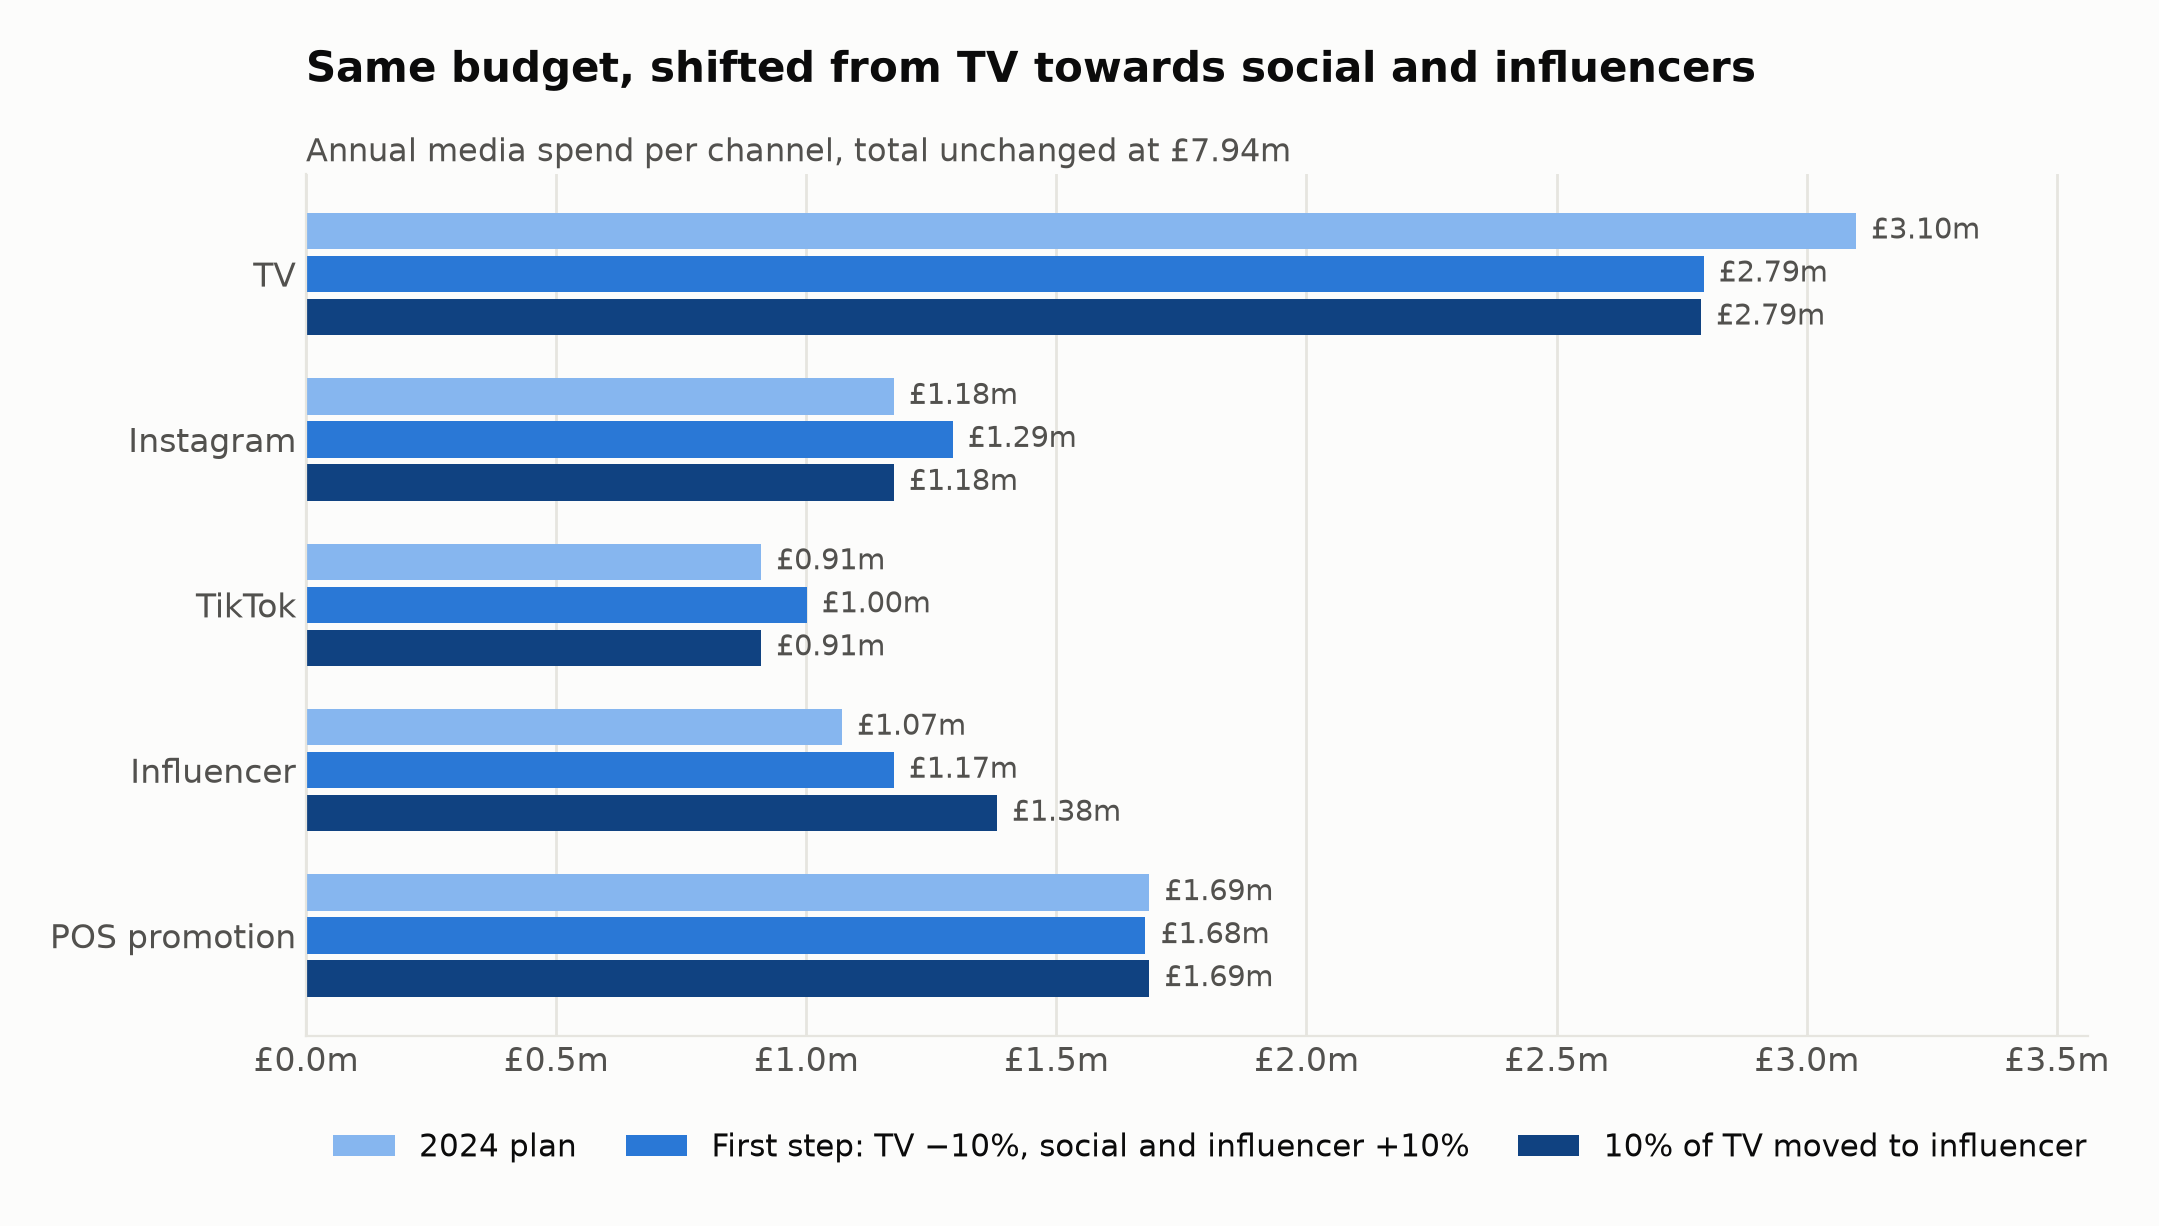 Same budget, shifted from TV towards social and influencers
Annual media spend per channel, total unchanged at £7.94m
TV
£3.10m
£2.79m
£2.79m
Instagram
£1.18m
£1.29m
£1.18m
TikTok
£0.91m
£1.00m
£0.91m
Influencer
£1.07m
£1.17m
£1.38m
POS promotion
£1.69m
£1.68m
£1.69m
£0.0m £0.5m £1.0m £1.5m £2.0m £2.5m £3.0m £3.5m
2024 plan First step: TV −10%, social and influencer +10% 10% of TV moved to influencer